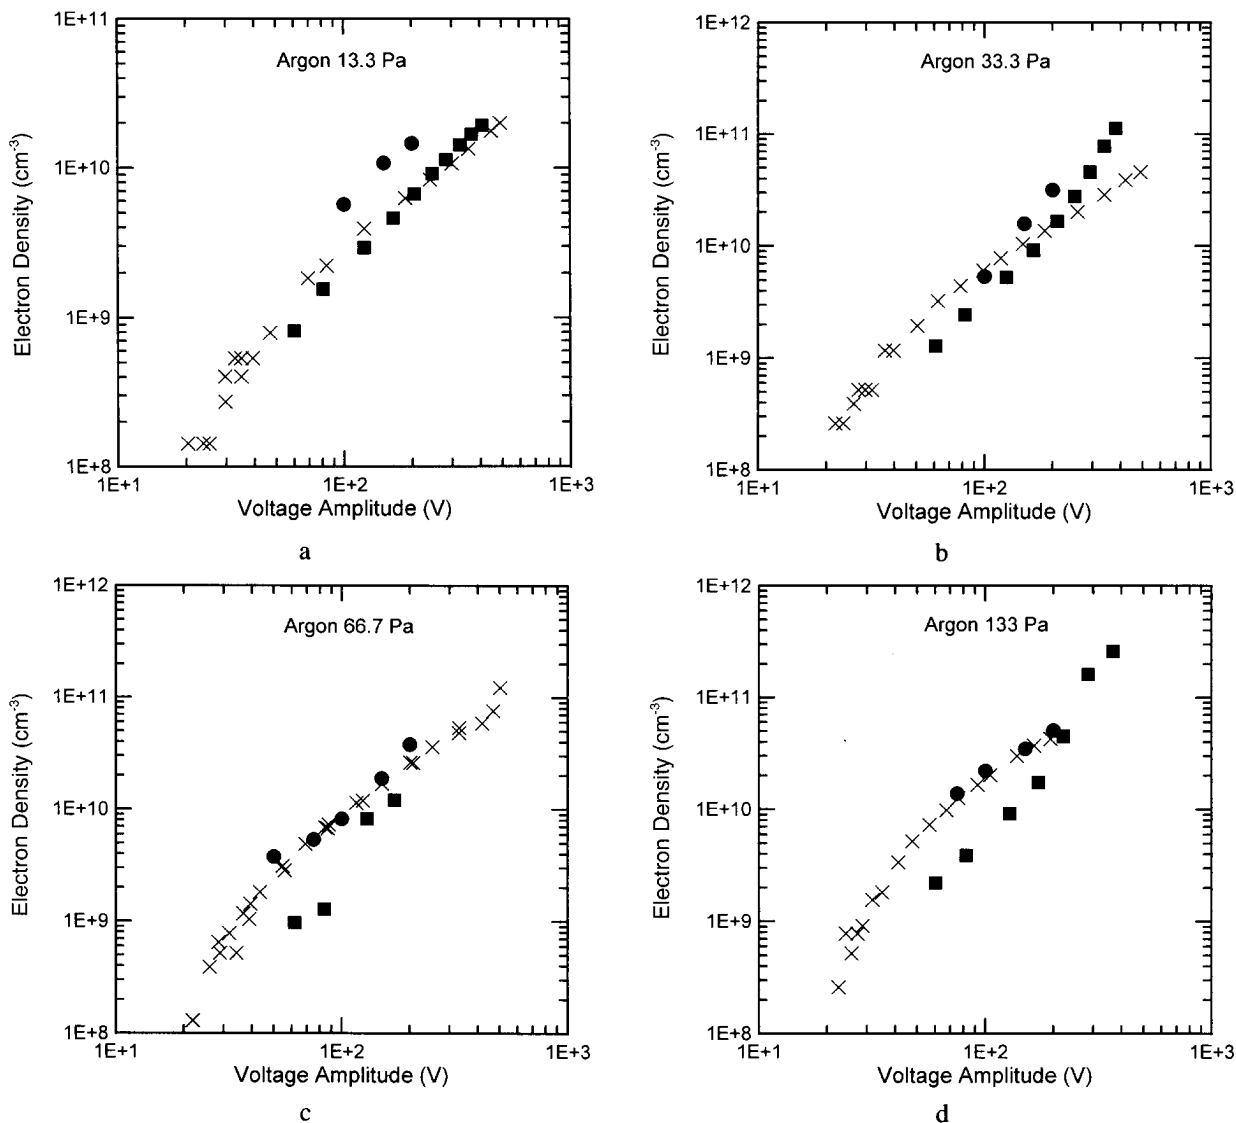 1E+11
Argon 13.3 Pa
1E+10
Electron Density (cm-3)
1E+9
1E+8
1E+1
1E+2
1E+3
Voltage Amplitude (V)
a
1E+12
Argon 33.3 Pa
1E+11
Electron Density (cm-3)
1E+10
1E+9
1E+8
1E+1
1E+2
1E+3
Voltage Amplitude (V)
b
1E+12
Argon 66.7 Pa
1E+11
Electron Density (cm-3)
1E+10
1E+9
1E+8
1E+1
1E+2
1E+3
Voltage Amplitude (V)
c
1E+12
Argon 133 Pa
1E+11
Electron Density (cm-3)
1E+10
1E+9
1E+8
1E+1
1E+2
1E+3
Voltage Amplitude (V)
d